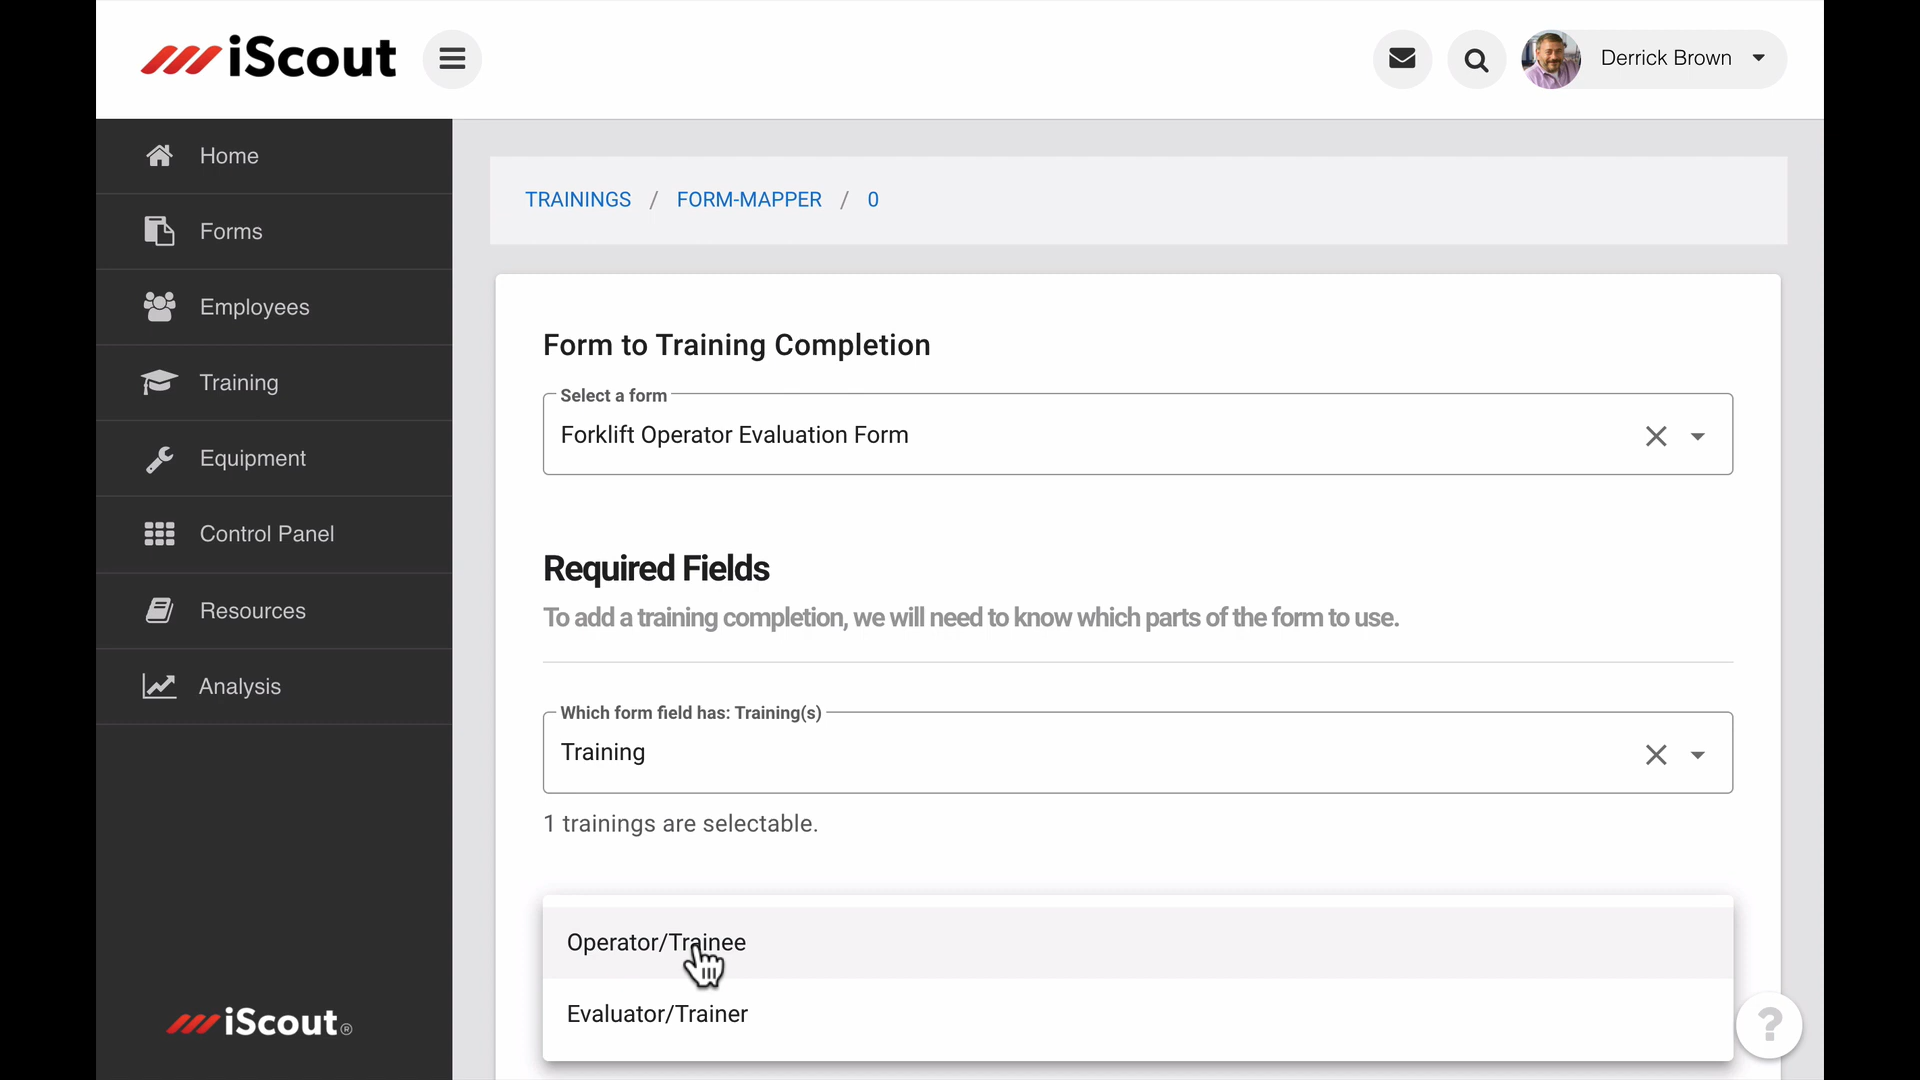 iScout
Derrick Brown
Home
Forms
Employees
Training
Equipment
Control Panel
Resources
Analysis
iScout®
TRAININGS / FORM-MAPPER / 0
Form to Training Completion
Select a form
Forklift Operator Evaluation Form
Required Fields
To add a training completion, we will need to know which parts of the form to use.
Which form field has: Training(s)
Training
1 trainings are selectable.
Operator/Trainee
Evaluator/Trainer
?